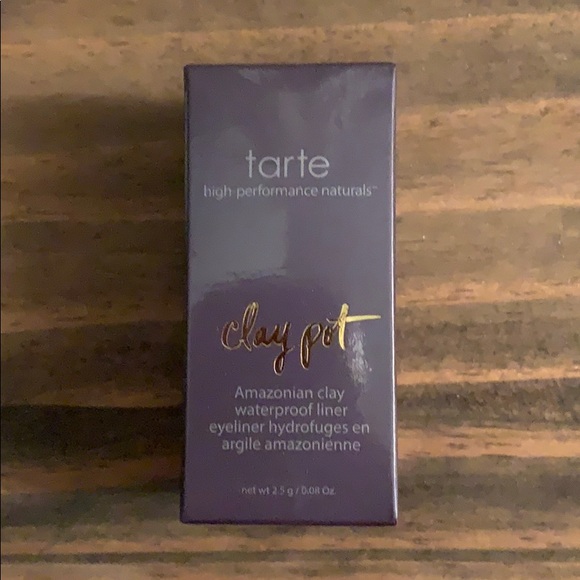 tarte
high-performance naturals™
clay pot
Amazonian clay
waterproof liner
eyeliner hydrofuges en
argile amazonienne
net wt 2.5 g / 0.08 Oz.